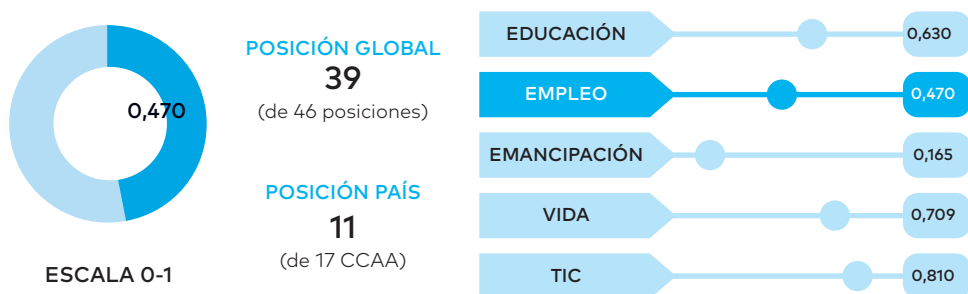 0,470
ESCALA 0-1
POSICIÓN GLOBAL
39
(de 46 posiciones)
POSICIÓN PAÍS
11
(de 17 CCAA)
EDUCACIÓN 0,630
EMPLEO 0,470
EMANCIPACIÓN 0,165
VIDA 0,709
TIC 0,810